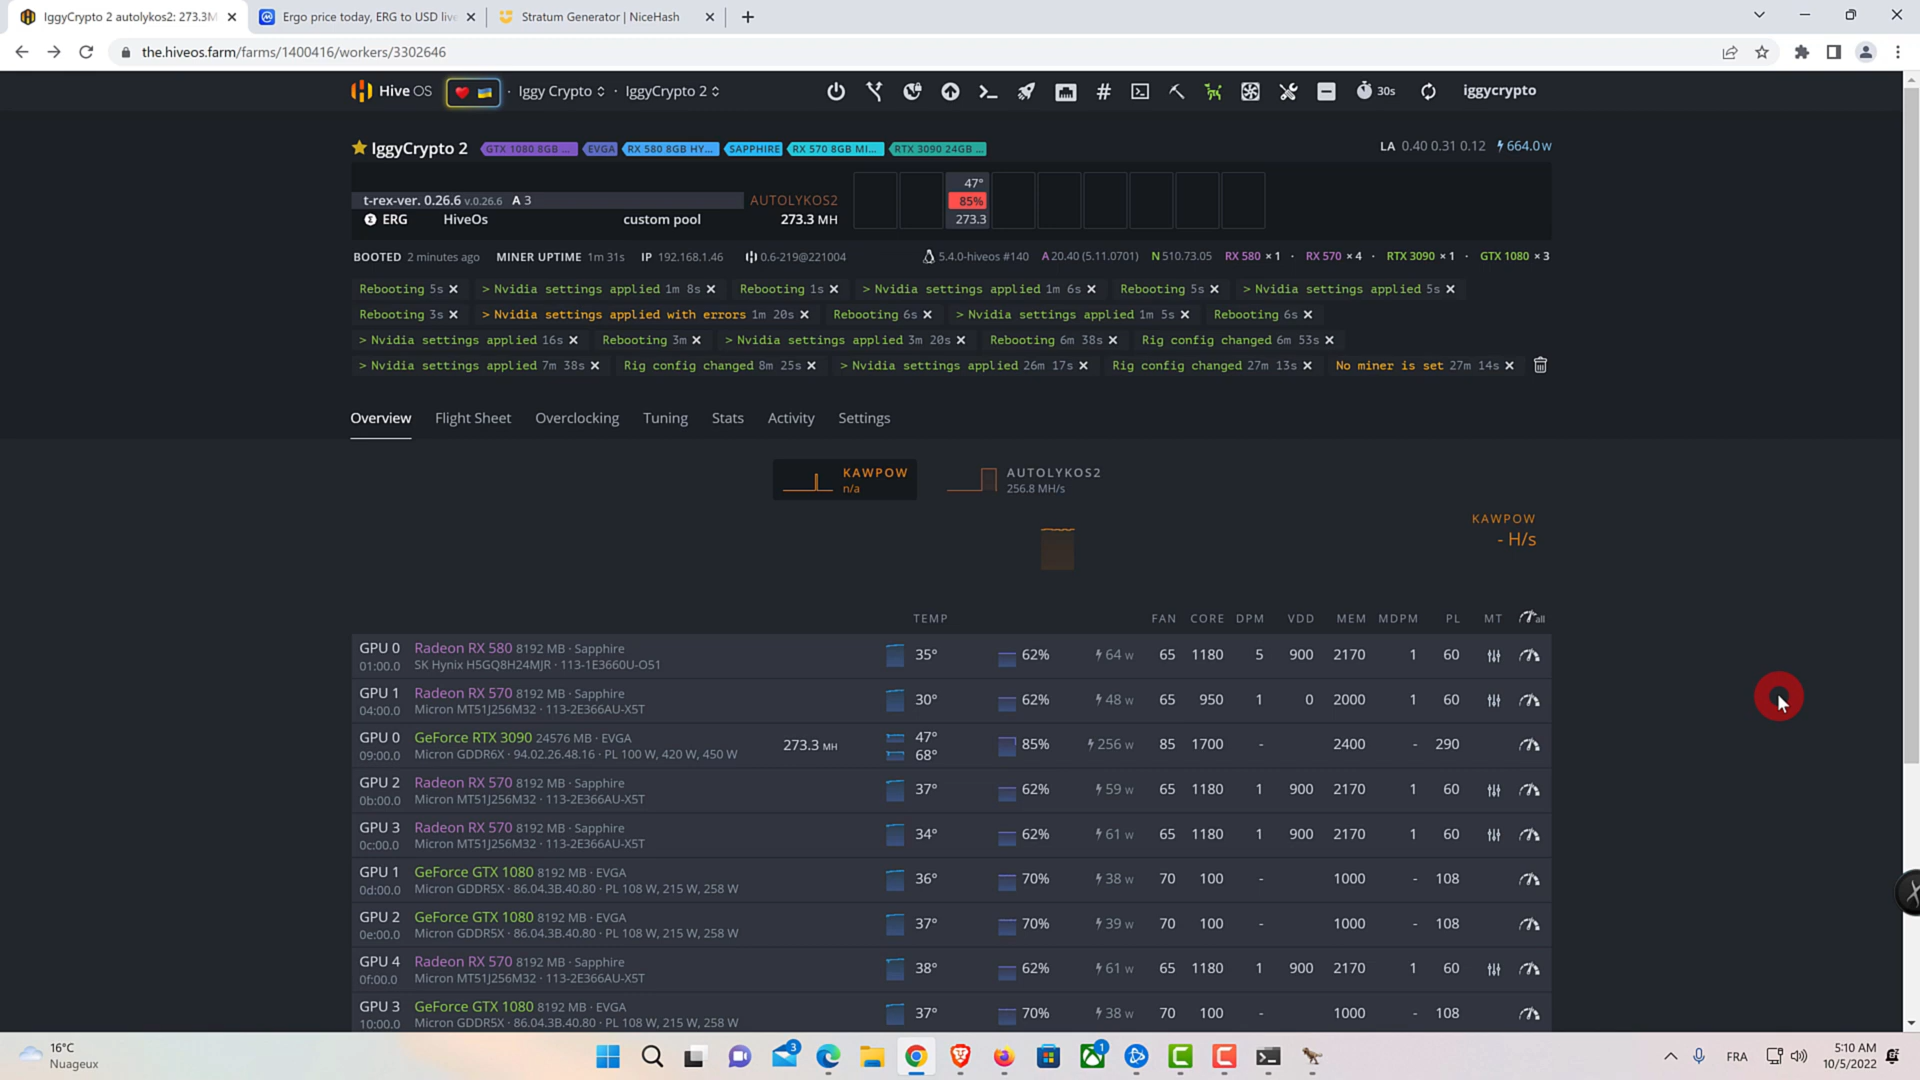 IggyCrypto 2 autolykos2: 273.3M
Ergo price today, ERG to USD live
Stratum Generator | NiceHash
the.hiveos.farm/farms/1400416/workers/3302646
Hive OS · Iggy Crypto · IggyCrypto 2 30s iggycrypto
IggyCrypto 2 GTX 1080 8GB ... EVGA RX 580 8GB HY... SAPPHIRE RX 570 8GB MI... RTX 3090 24GB ... LA 0.40 0.31 0.12 664.0 W
47°
t-rex-ver. 0.26.6 v.0.26.6 A 3 AUTOLYKOS2 85%
ERG HiveOs custom pool 273.3 MH 273.3
BOOTED 2 minutes ago MINER UPTIME 1m 31s IP 192.168.1.46 0.6-219@221004 5.4.0-hiveos #140 A 20.40 (5.11.0701) N 510.73.05 RX 580 × 1 · RX 570 × 4 · RTX 3090 × 1 · GTX 1080 × 3
Rebooting 5s > Nvidia settings applied 1m 8s Rebooting 1s > Nvidia settings applied 1m 6s Rebooting 5s > Nvidia settings applied 5s
Rebooting 3s > Nvidia settings applied with errors 1m 20s Rebooting 6s > Nvidia settings applied 1m 5s Rebooting 6s
> Nvidia settings applied 16s Rebooting 3m > Nvidia settings applied 3m 20s Rebooting 6m 38s Rig config changed 6m 53s
> Nvidia settings applied 7m 38s Rig config changed 8m 25s > Nvidia settings applied 26m 17s Rig config changed 27m 13s No miner is set 27m 14s
Overview Flight Sheet Overclocking Tuning Stats Activity Settings
KAWPOW AUTOLYKOS2
n/a 256.8 MH/s
KAWPOW
- H/s
TEMP FAN CORE DPM VDD MEM MDPM PL MT all
GPU 0 Radeon RX 580 8192 MB · Sapphire 35° 62% 64 W 65 1180 5 900 2170 1 60
01:00.0 SK Hynix H5GQ8H24MJR · 113-1E3660U-O51
GPU 1 Radeon RX 570 8192 MB · Sapphire 30° 62% 48 W 65 950 1 0 2000 1 60
04:00.0 Micron MT51J256M32 · 113-2E366AU-X5T
GPU 0 GeForce RTX 3090 24576 MB · EVGA 273.3 MH 47° 85% 256 W 85 1700 - 2400 - 290
09:00.0 Micron GDDR6X · 94.02.26.48.16 · PL 100 W, 420 W, 450 W 68°
GPU 2 Radeon RX 570 8192 MB · Sapphire 37° 62% 59 W 65 1180 1 900 2170 1 60
0b:00.0 Micron MT51J256M32 · 113-2E366AU-X5T
GPU 3 Radeon RX 570 8192 MB · Sapphire 34° 62% 61 W 65 1180 1 900 2170 1 60
0c:00.0 Micron MT51J256M32 · 113-2E366AU-X5T
GPU 1 GeForce GTX 1080 8192 MB · EVGA 36° 70% 38 W 70 100 - 1000 - 108
0d:00.0 Micron GDDR5X · 86.04.3B.40.80 · PL 108 W, 215 W, 258 W
GPU 2 GeForce GTX 1080 8192 MB · EVGA 37° 70% 39 W 70 100 - 1000 - 108
0e:00.0 Micron GDDR5X · 86.04.3B.40.80 · PL 108 W, 215 W, 258 W
GPU 4 Radeon RX 570 8192 MB · Sapphire 38° 62% 61 W 65 1180 1 900 2170 1 60
0f:00.0 Micron MT51J256M32 · 113-2E366AU-X5T
GPU 3 GeForce GTX 1080 8192 MB · EVGA 37° 70% 38 W 70 100 - 1000 - 108
10:00.0 Micron GDDR5X · 86.04.3B.40.80 · PL 108 W, 215 W, 258 W
16°C
Nuageux
3
1
FRA
5:10 AM
10/5/2022